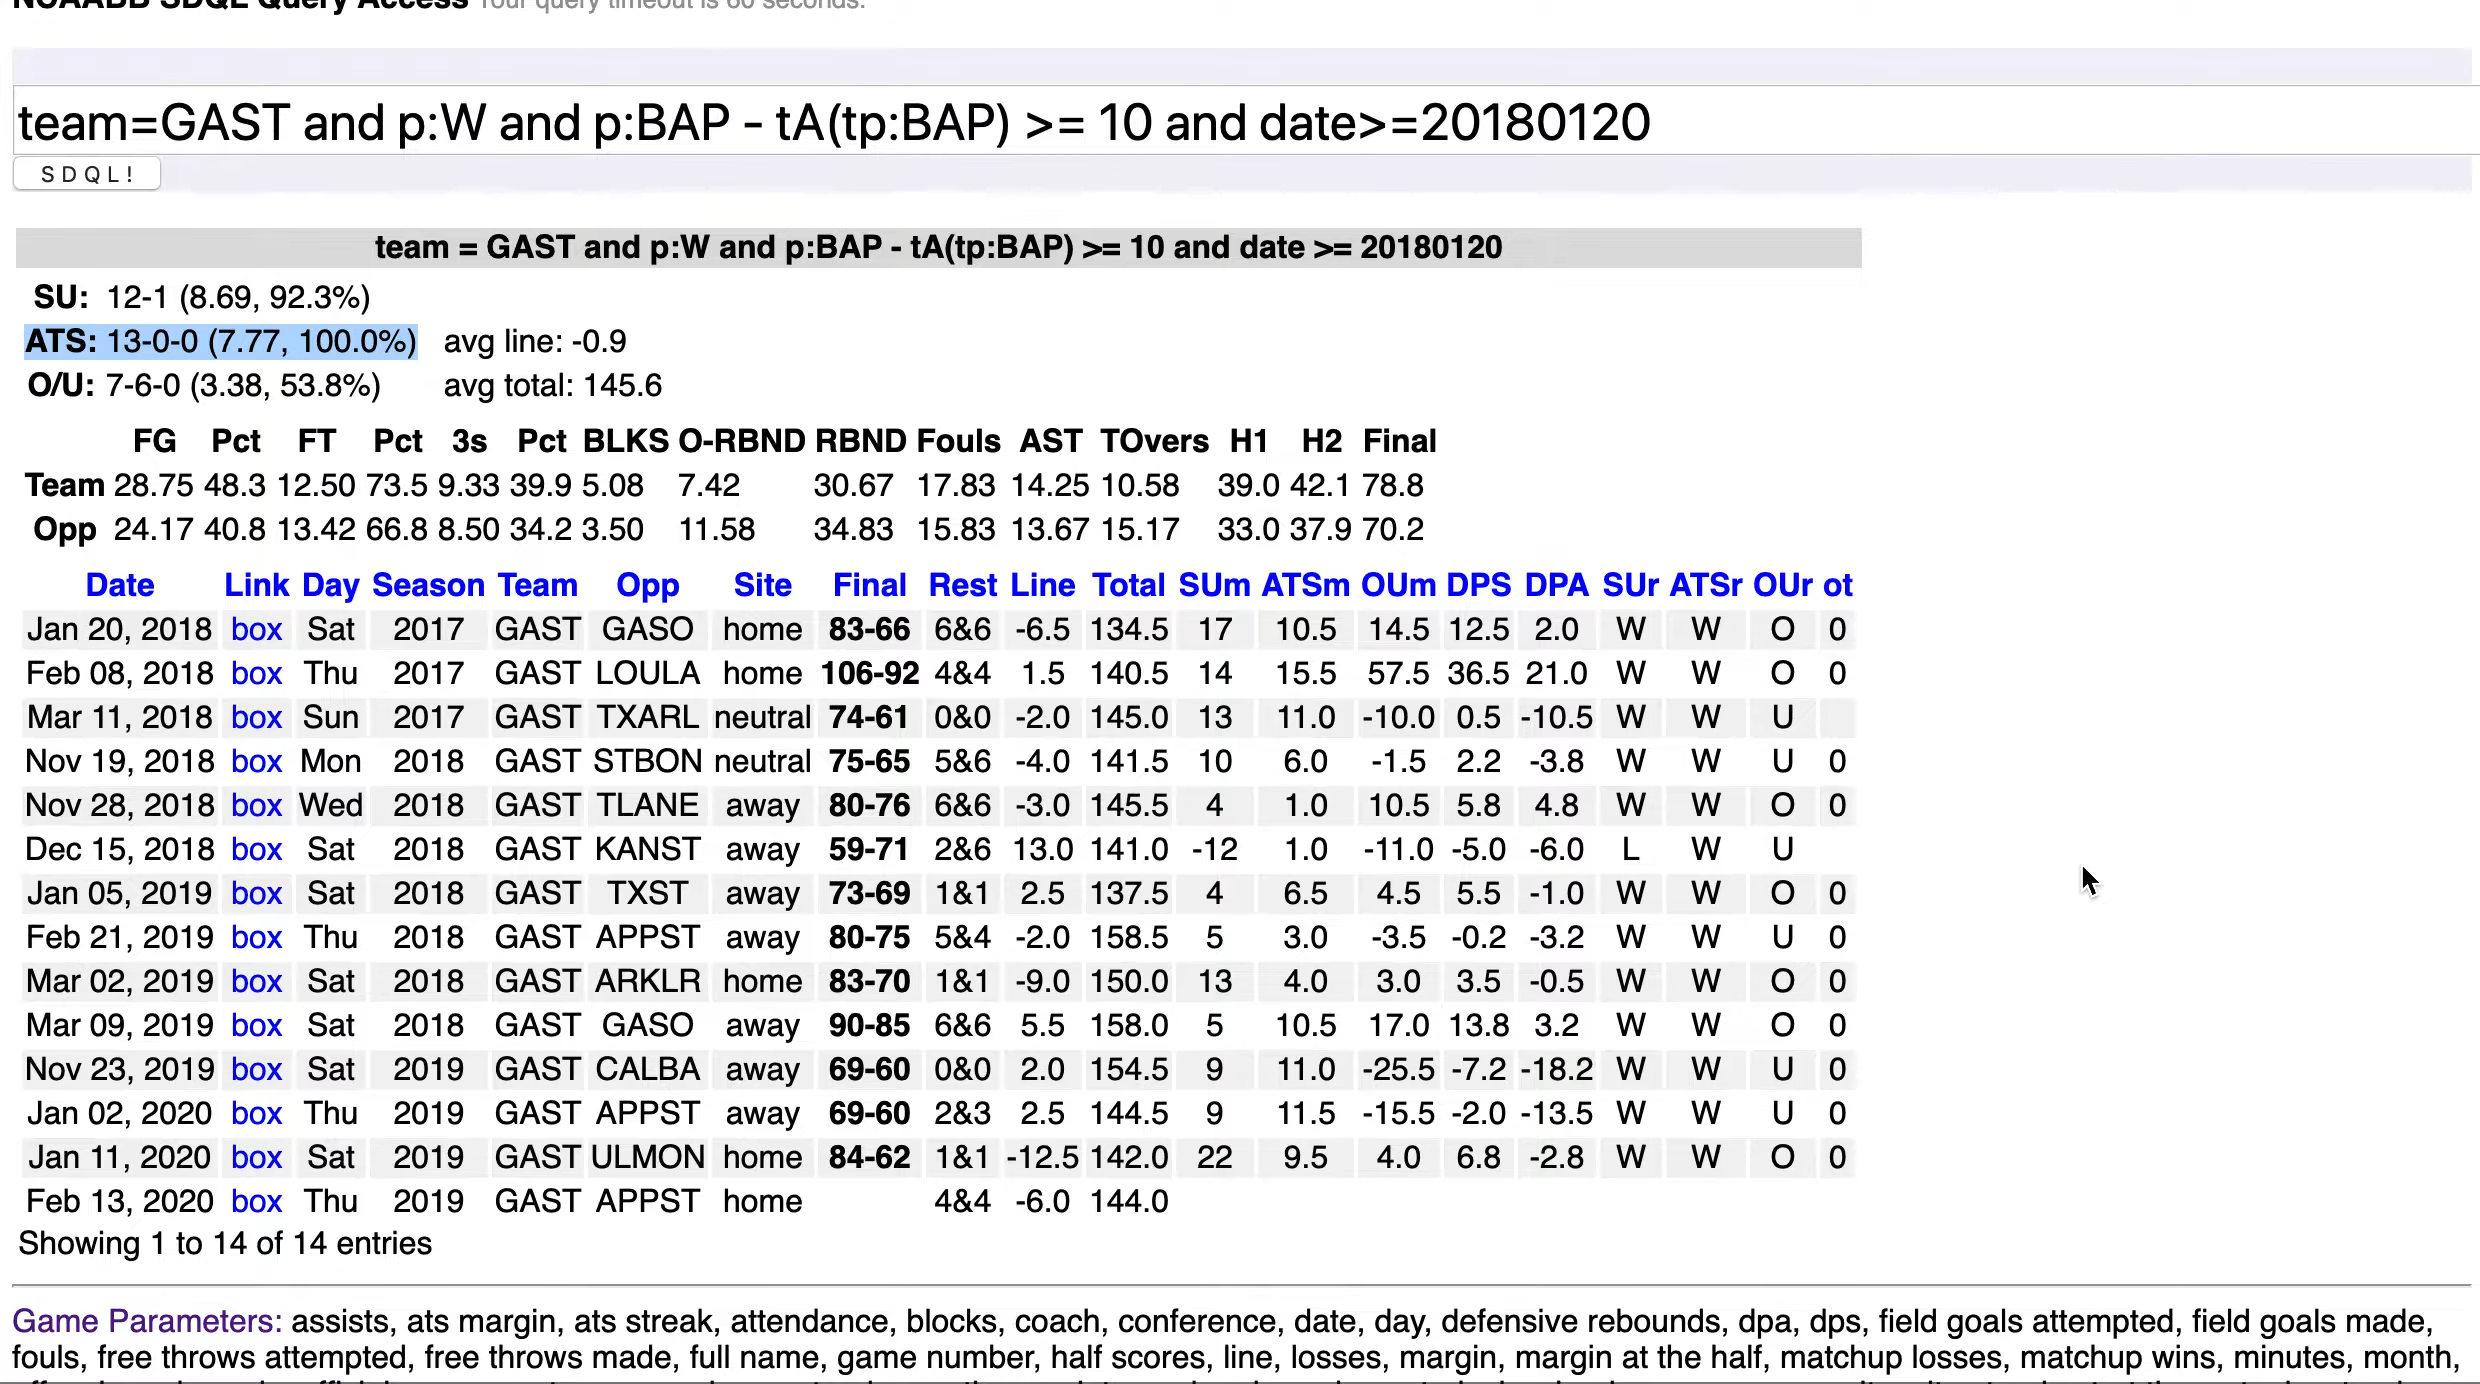 NCAABB SDQL Query Access Your query timeout is 60 seconds.
team=GAST and p:W and p:BAP - tA(tp:BAP) >= 10 and date>=20180120
S D Q L !
team = GAST and p:W and p:BAP - tA(tp:BAP) >= 10 and date >= 20180120
SU: 12-1 (8.69, 92.3%)
ATS: 13-0-0 (7.77, 100.0%) avg line: -0.9
O/U: 7-6-0 (3.38, 53.8%) avg total: 145.6
FG Pct FT Pct 3s Pct BLKS O-RBND RBND Fouls AST TOvers H1 H2 Final
Team 28.75 48.3 12.50 73.5 9.33 39.9 5.08 7.42 30.67 17.83 14.25 10.58 39.0 42.1 78.8
Opp 24.17 40.8 13.42 66.8 8.50 34.2 3.50 11.58 34.83 15.83 13.67 15.17 33.0 37.9 70.2
Date Link Day Season Team Opp Site Final Rest Line Total SUm ATSm OUm DPS DPA SUr ATSr OUr ot
Jan 20, 2018 box Sat 2017 GAST GASO home 83-66 6&6 -6.5 134.5 17 10.5 14.5 12.5 2.0 W W O 0
Feb 08, 2018 box Thu 2017 GAST LOULA home 106-92 4&4 1.5 140.5 14 15.5 57.5 36.5 21.0 W W O 0
Mar 11, 2018 box Sun 2017 GAST TXARL neutral 74-61 0&0 -2.0 145.0 13 11.0 -10.0 0.5 -10.5 W W U
Nov 19, 2018 box Mon 2018 GAST STBON neutral 75-65 5&6 -4.0 141.5 10 6.0 -1.5 2.2 -3.8 W W U 0
Nov 28, 2018 box Wed 2018 GAST TLANE away 80-76 6&6 -3.0 145.5 4 1.0 10.5 5.8 4.8 W W O 0
Dec 15, 2018 box Sat 2018 GAST KANST away 59-71 2&6 13.0 141.0 -12 1.0 -11.0 -5.0 -6.0 L W U
Jan 05, 2019 box Sat 2018 GAST TXST away 73-69 1&1 2.5 137.5 4 6.5 4.5 5.5 -1.0 W W O 0
Feb 21, 2019 box Thu 2018 GAST APPST away 80-75 5&4 -2.0 158.5 5 3.0 -3.5 -0.2 -3.2 W W U 0
Mar 02, 2019 box Sat 2018 GAST ARKLR home 83-70 1&1 -9.0 150.0 13 4.0 3.0 3.5 -0.5 W W O 0
Mar 09, 2019 box Sat 2018 GAST GASO away 90-85 6&6 5.5 158.0 5 10.5 17.0 13.8 3.2 W W O 0
Nov 23, 2019 box Sat 2019 GAST CALBA away 69-60 0&0 2.0 154.5 9 11.0 -25.5 -7.2 -18.2 W W U 0
Jan 02, 2020 box Thu 2019 GAST APPST away 69-60 2&3 2.5 144.5 9 11.5 -15.5 -2.0 -13.5 W W U 0
Jan 11, 2020 box Sat 2019 GAST ULMON home 84-62 1&1 -12.5 142.0 22 9.5 4.0 6.8 -2.8 W W O 0
Feb 13, 2020 box Thu 2019 GAST APPST home 4&4 -6.0 144.0
Showing 1 to 14 of 14 entries
Game Parameters: assists, ats margin, ats streak, attendance, blocks, coach, conference, date, day, defensive rebounds, dpa, dps, field goals attempted, field goals made,
fouls, free throws attempted, free throws made, full name, game number, half scores, line, losses, margin, margin at the half, matchup losses, matchup wins, minutes, month,